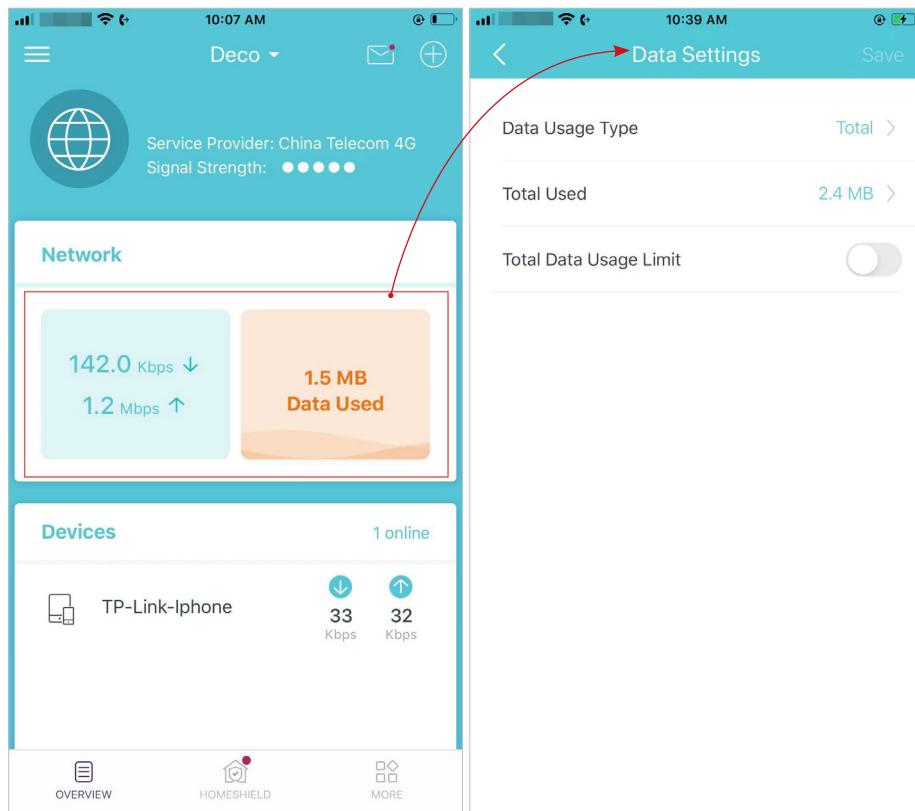 10:07 AM
Deco
Service Provider: China Telecom 4G
Signal Strength:
Network
142.0 Kbps
1.2 Mbps
1.5 MB
Data Used
Devices
1 online
TP-Link-Iphone
33
Kbps
32
Kbps
OVERVIEW
HOMESHIELD
MORE
10:39 AM
Data Settings
Save
Data Usage Type
Total
Total Used
2.4 MB
Total Data Usage Limit